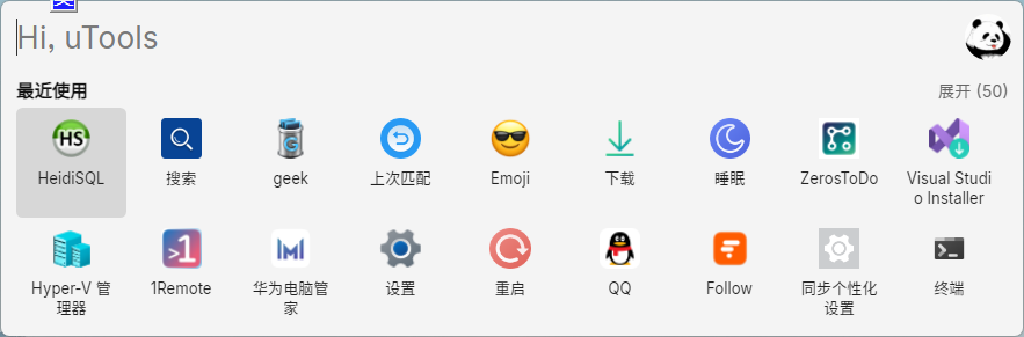 Hi, uTools
最近使用 展开 (50)
HS
HeidiSQL 搜索 geek 上次匹配 Emoji 下载 睡眠 ZerosToDo Visual Studi
o Installer
>1
Hyper-V 管 1Remote 华为电脑管 设置 重启 QQ Follow 同步个性化 终端
理器 家 设置